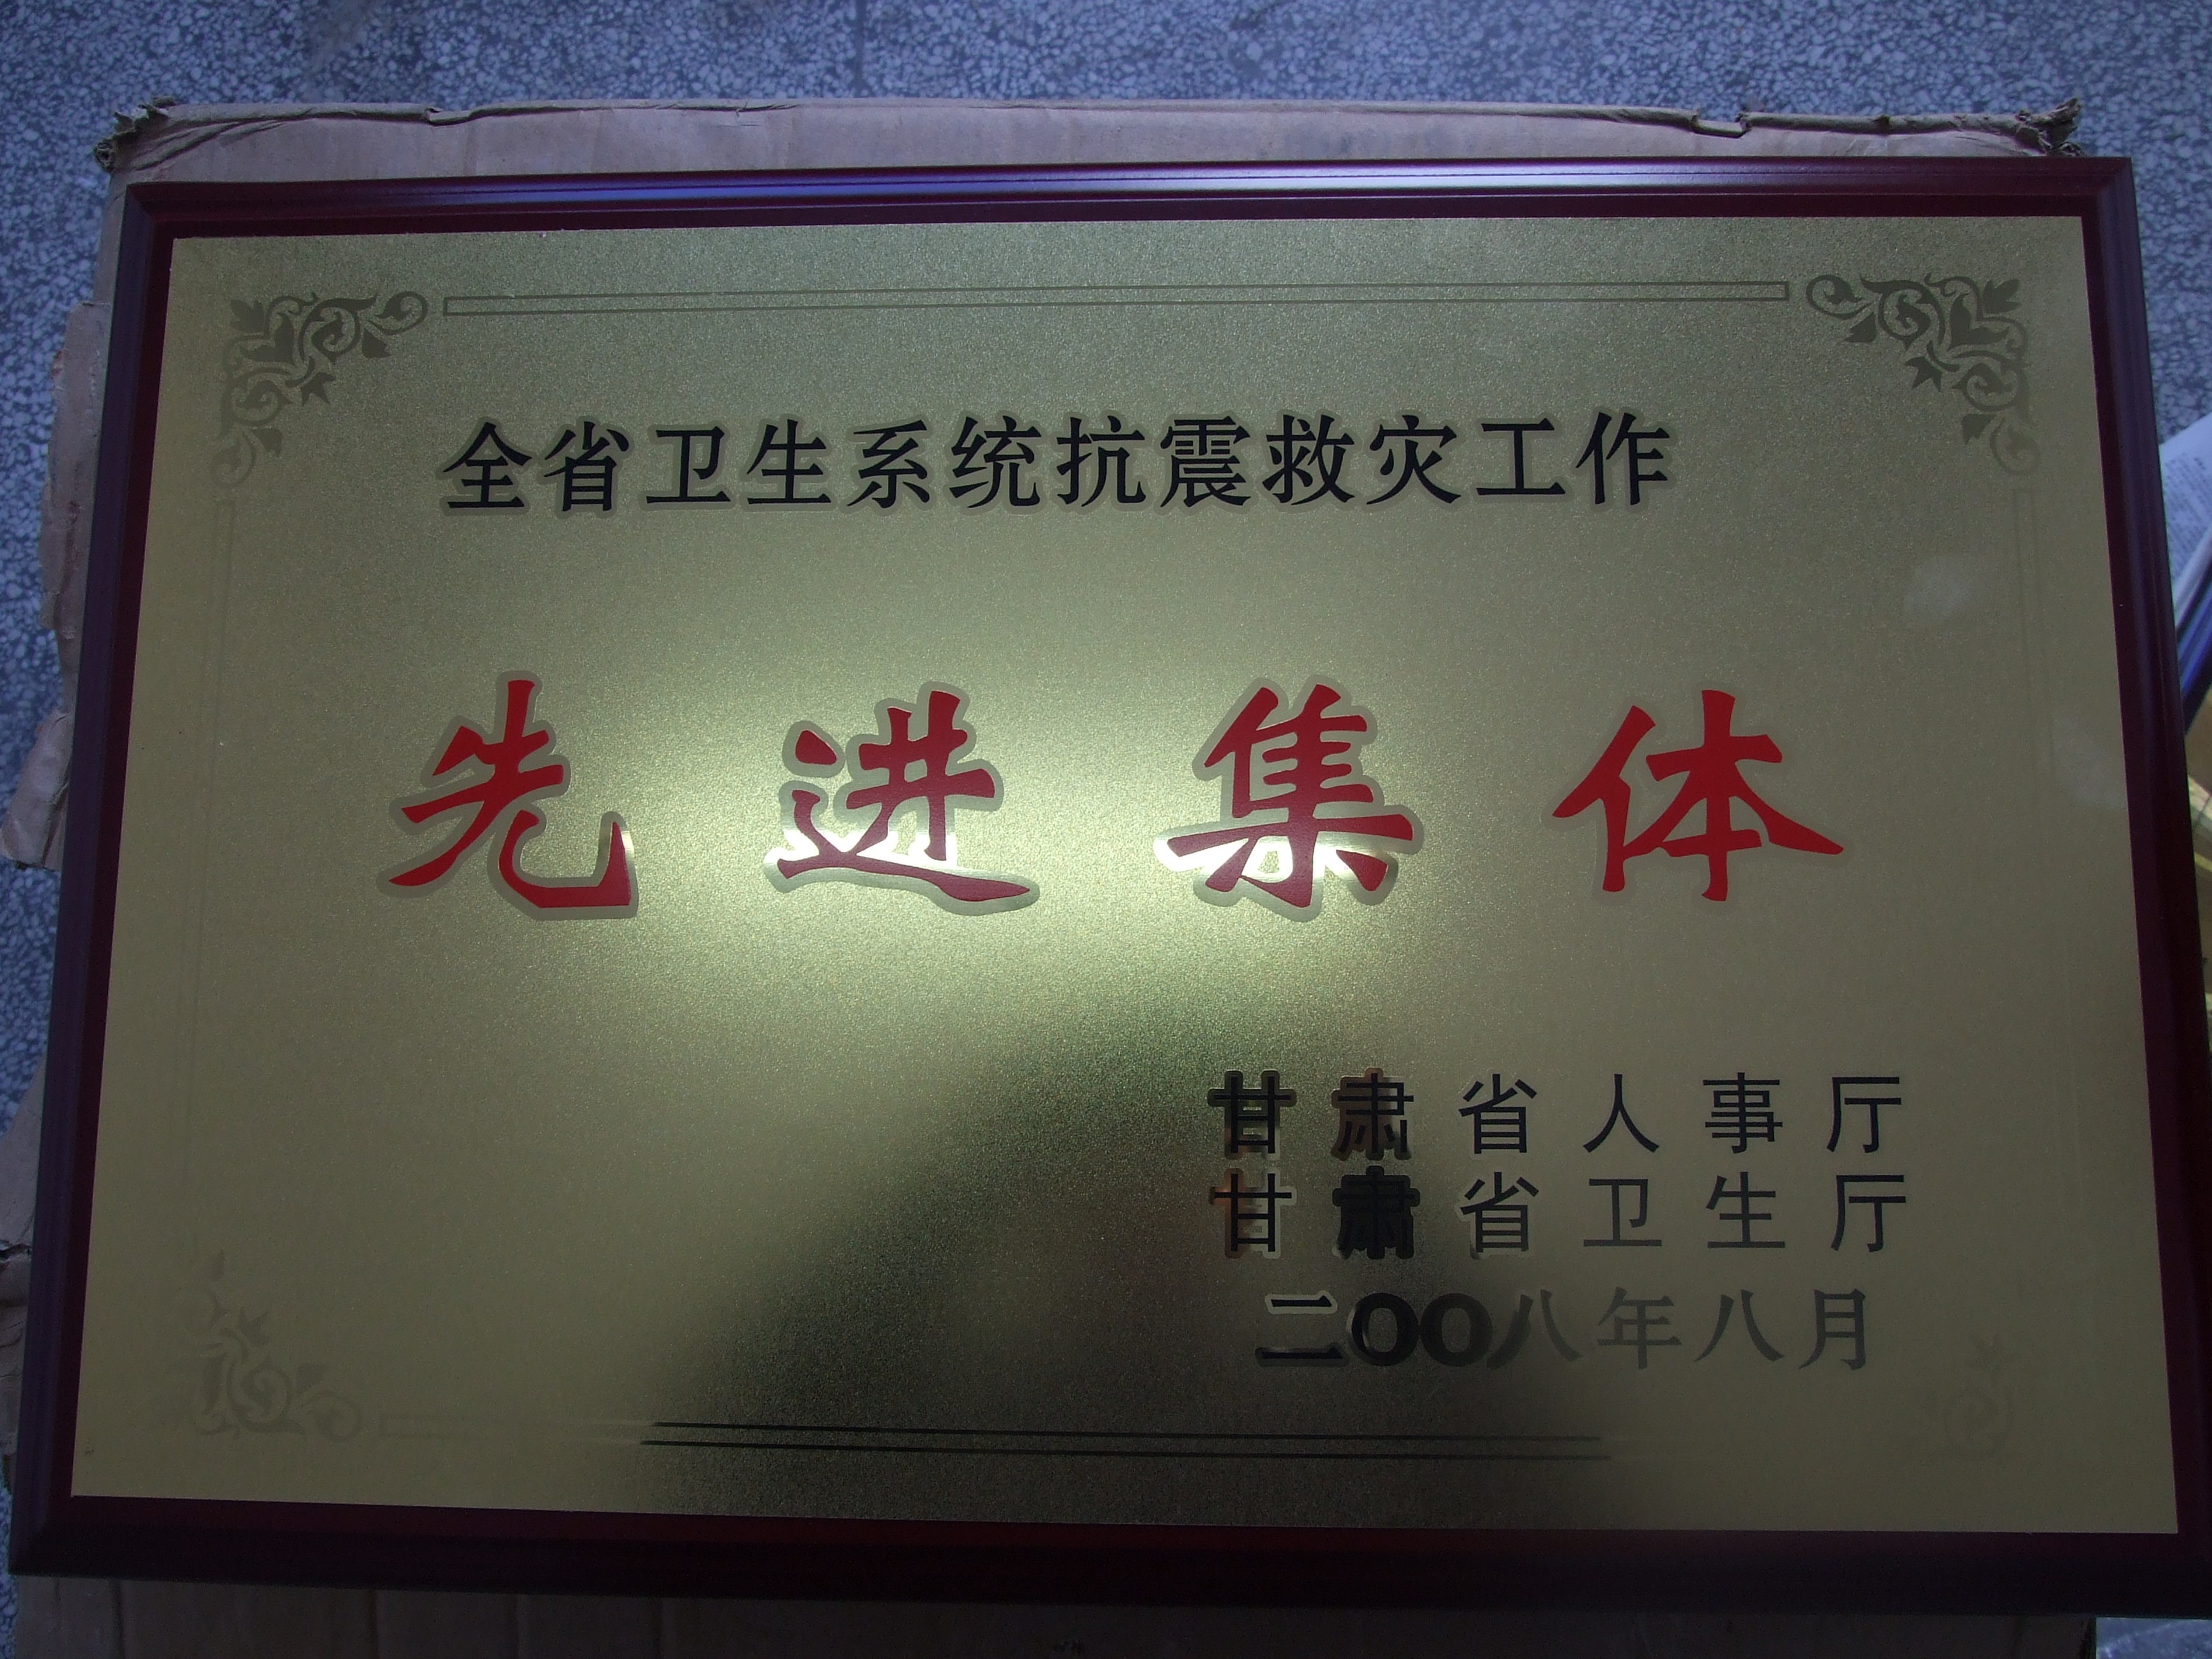 全省卫生系统抗震救灾工作
先进集体
甘肃省人事厅
甘肃省卫生厅
二OO八年八月